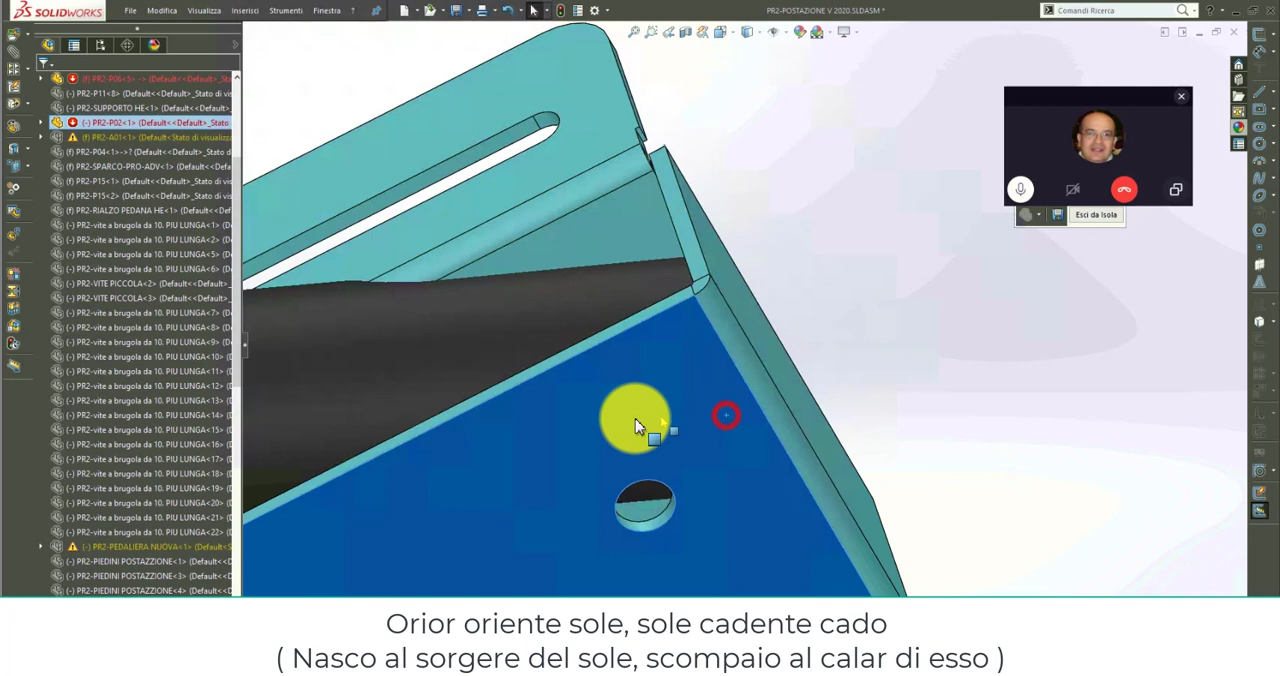 SOLIDWORKS File Modifica Visualizza Inserisci Strumenti Finestra PR2-POSTAZIONE V 2020.SLDASM * Comandi Ricerca
(f) PR2-P06<5> -> (Default<<Default>_Sta
(-) PR2-P11<8> (Default<<Default>_Stato d
(-) PR2-SUPPORTO HE<1> (Default<<Default>
(-) PR2-P02<1> (Default<<Default>_Stato
(f) PR2-A01<1> (Default<Stato di visualizza
(f) PR2-P04<1>->? (Default<<Default>_Stato
(f) PR2-SPARCO-PRO-ADV<1> (Default<<De
(f) PR2-P15<1> (Default<<Default>_Stato di
(f) PR2-P15<2> (Default<<Default>_Stato di
(f) PR2-RIALZO PEDANA HE<1> (Default<<D
(-) PR2-vite a brugola da 10. PIU LUNGA<1> (
(-) PR2-vite a brugola da 10. PIU LUNGA<2> (
(-) PR2-vite a brugola da 10. PIU LUNGA<5> (
(-) PR2-vite a brugola da 10. PIU LUNGA<6> (
(-) PR2-VITE PICCOLA<2> (Default<<Default>
(-) PR2-VITE PICCOLA<3> (Default<<Default>
(-) PR2-vite a brugola da 10. PIU LUNGA<7> (
(-) PR2-vite a brugola da 10. PIU LUNGA<8> (
(-) PR2-vite a brugola da 10. PIU LUNGA<9> (
(-) PR2-vite a brugola da 10. PIU LUNGA<10> (
(-) PR2-vite a brugola da 10. PIU LUNGA<11> (
(-) PR2-vite a brugola da 10. PIU LUNGA<12> (
(-) PR2-vite a brugola da 10. PIU LUNGA<13> (
(-) PR2-vite a brugola da 10. PIU LUNGA<14> (
(-) PR2-vite a brugola da 10. PIU LUNGA<15> (
(-) PR2-vite a brugola da 10. PIU LUNGA<16> (
(-) PR2-vite a brugola da 10. PIU LUNGA<17> (
(-) PR2-vite a brugola da 10. PIU LUNGA<18> (
(-) PR2-vite a brugola da 10. PIU LUNGA<19> (
(-) PR2-vite a brugola da 10. PIU LUNGA<20> (
(-) PR2-vite a brugola da 10. PIU LUNGA<21> (
(-) PR2-vite a brugola da 10. PIU LUNGA<22> (
(-) PR2-PEDALIERA NUOVA<1> (Default<S
(-) PR2-PIEDINI POSTAZZIONE<1> (Default<<D
(-) PR2-PIEDINI POSTAZZIONE<3> (Default<<D
(-) PR2-PIEDINI POSTAZZIONE<4> (Default<<D
Esci da Isola
Orior oriente sole, sole cadente cado
( Nasco al sorgere del sole, scompaio al calar di esso )